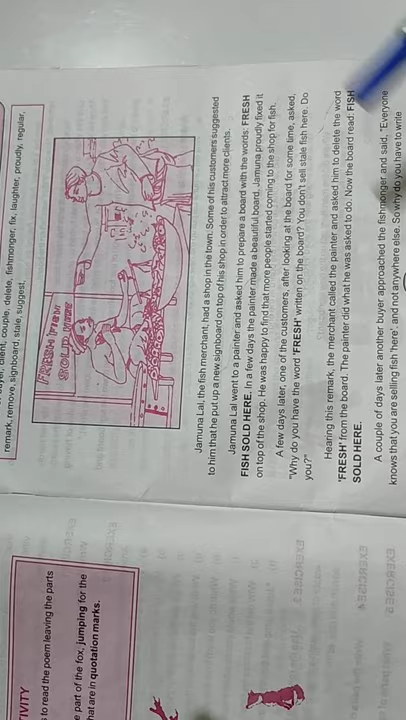 client, couple, delete, fishmonger, fix, laughter, proudly, regular,
remark, remove, signboard, stale, suggest,
FRESH FISH
SOLD HERE
Jamuna Lal, the fish merchant, had a shop in the town. Some of his customers suggested
to him that he put up a new signboard on top of his shop in order to attract more clients.
Jamuna Lal went to a painter and asked him to prepare a board with the words: FRESH
FISH SOLD HERE. In a few days the painter made a beautiful board. Jamuna proudly fixed it
on top of the shop. He was happy to find that more people started coming to the shop for fish.
A few days later, one of the customers, after looking at the board for some time, asked,
"Why do you have the word 'FRESH' written on the board? You don't sell stale fish here. Do
you?"
Hearing this remark, the merchant called the painter and asked him to delete the word
'FRESH' from the board. The painter did what he was asked to do. Now the board read: FISH
SOLD HERE.
A couple of days later another buyer approached the fishmonger and said, "Everyone
knows that you are selling fish here', and not anywhere else. So why do you have to write
TIVITY
to read the poem leaving the parts
part of the fox, jumping for the
hat are in quotation marks.